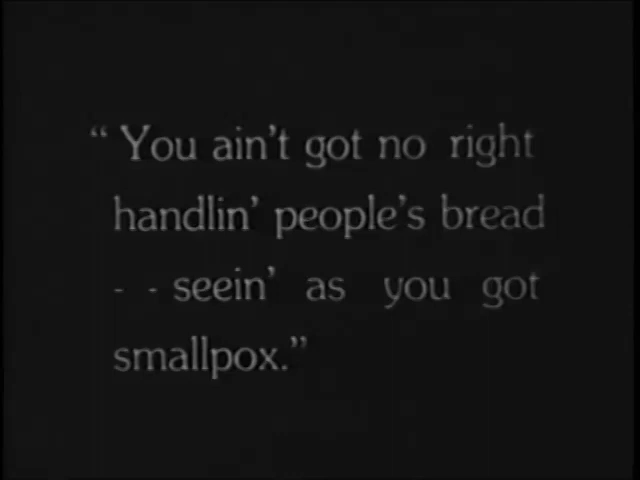 “You ain’t got no right
handlin’ people’s bread
- - seein’ as you got
smallpox.”